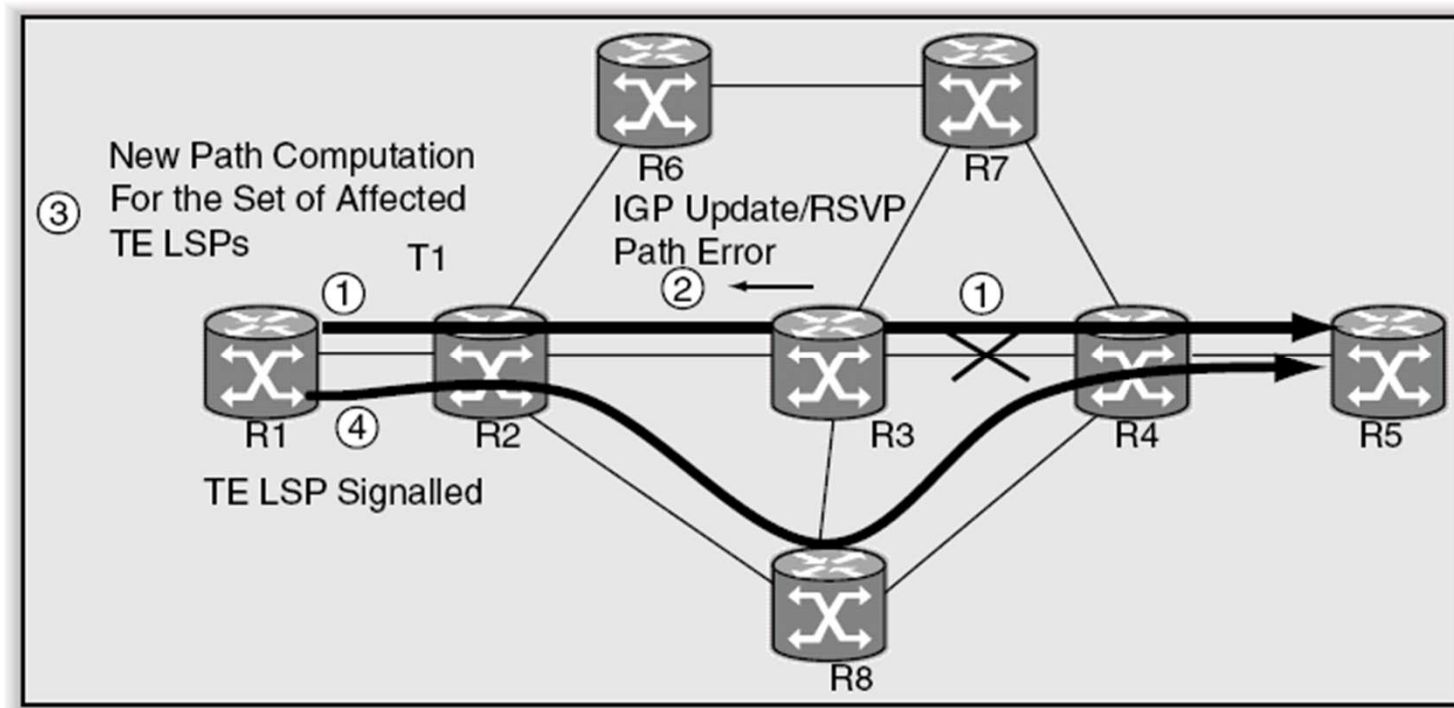 R6
R7
New Path Computation
For the Set of Affected
TE LSPs
③
IGP Update/RSVP
Path Error
T1
①
②
①
R1
④
R2
R3
R4
R5
TE LSP Signalled
R8